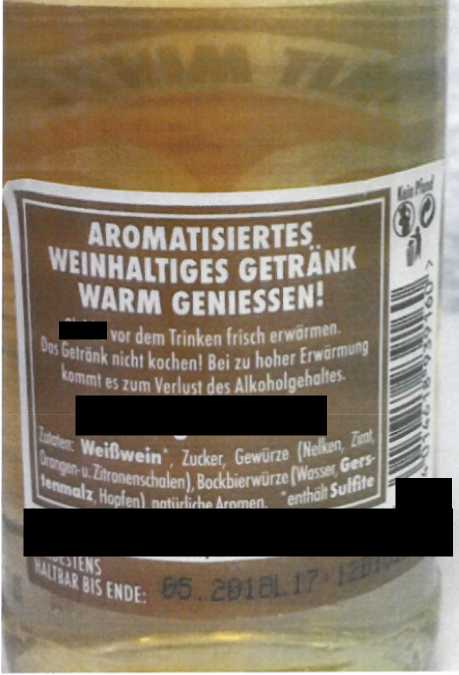 Kein Pfand
AROMATISIERTES
WEINHALTIGES GETRÄNK
WARM GENIESSEN!
vor dem Trinken frisch erwärmen.
Das Getränk nicht kochen! Bei zu hoher Erwärmung
kommt es zum Verlust des Alkoholgehaltes.
Zutaten: Weißwein*, Zucker, Gewürze (Nelken, Zimt,
Orangen- u. Zitronenschalen), Bockbierwürze (Wasser, Gers-
tenmalz, Hopfen), natürliche Aromen. *enthält Sulfite
HALTBAR BIS ENDE: 05.2018L17